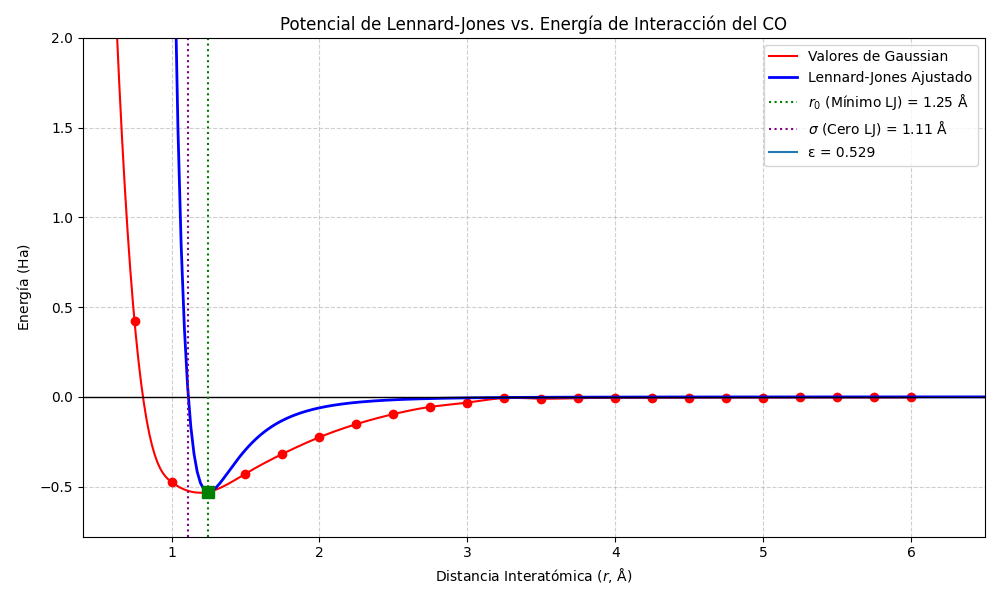 Potencial de Lennard-Jones vs. Energía de Interacción del CO
2.0
1.5
1.0
0.5
0.0
−0.5
Energía (Ha)
Valores de Gaussian
Lennard-Jones Ajustado
r₀ (Mínimo LJ) = 1.25 Å
σ (Cero LJ) = 1.11 Å
ε = 0.529
1 2 3 4 5 6
Distancia Interatómica (r, Å)